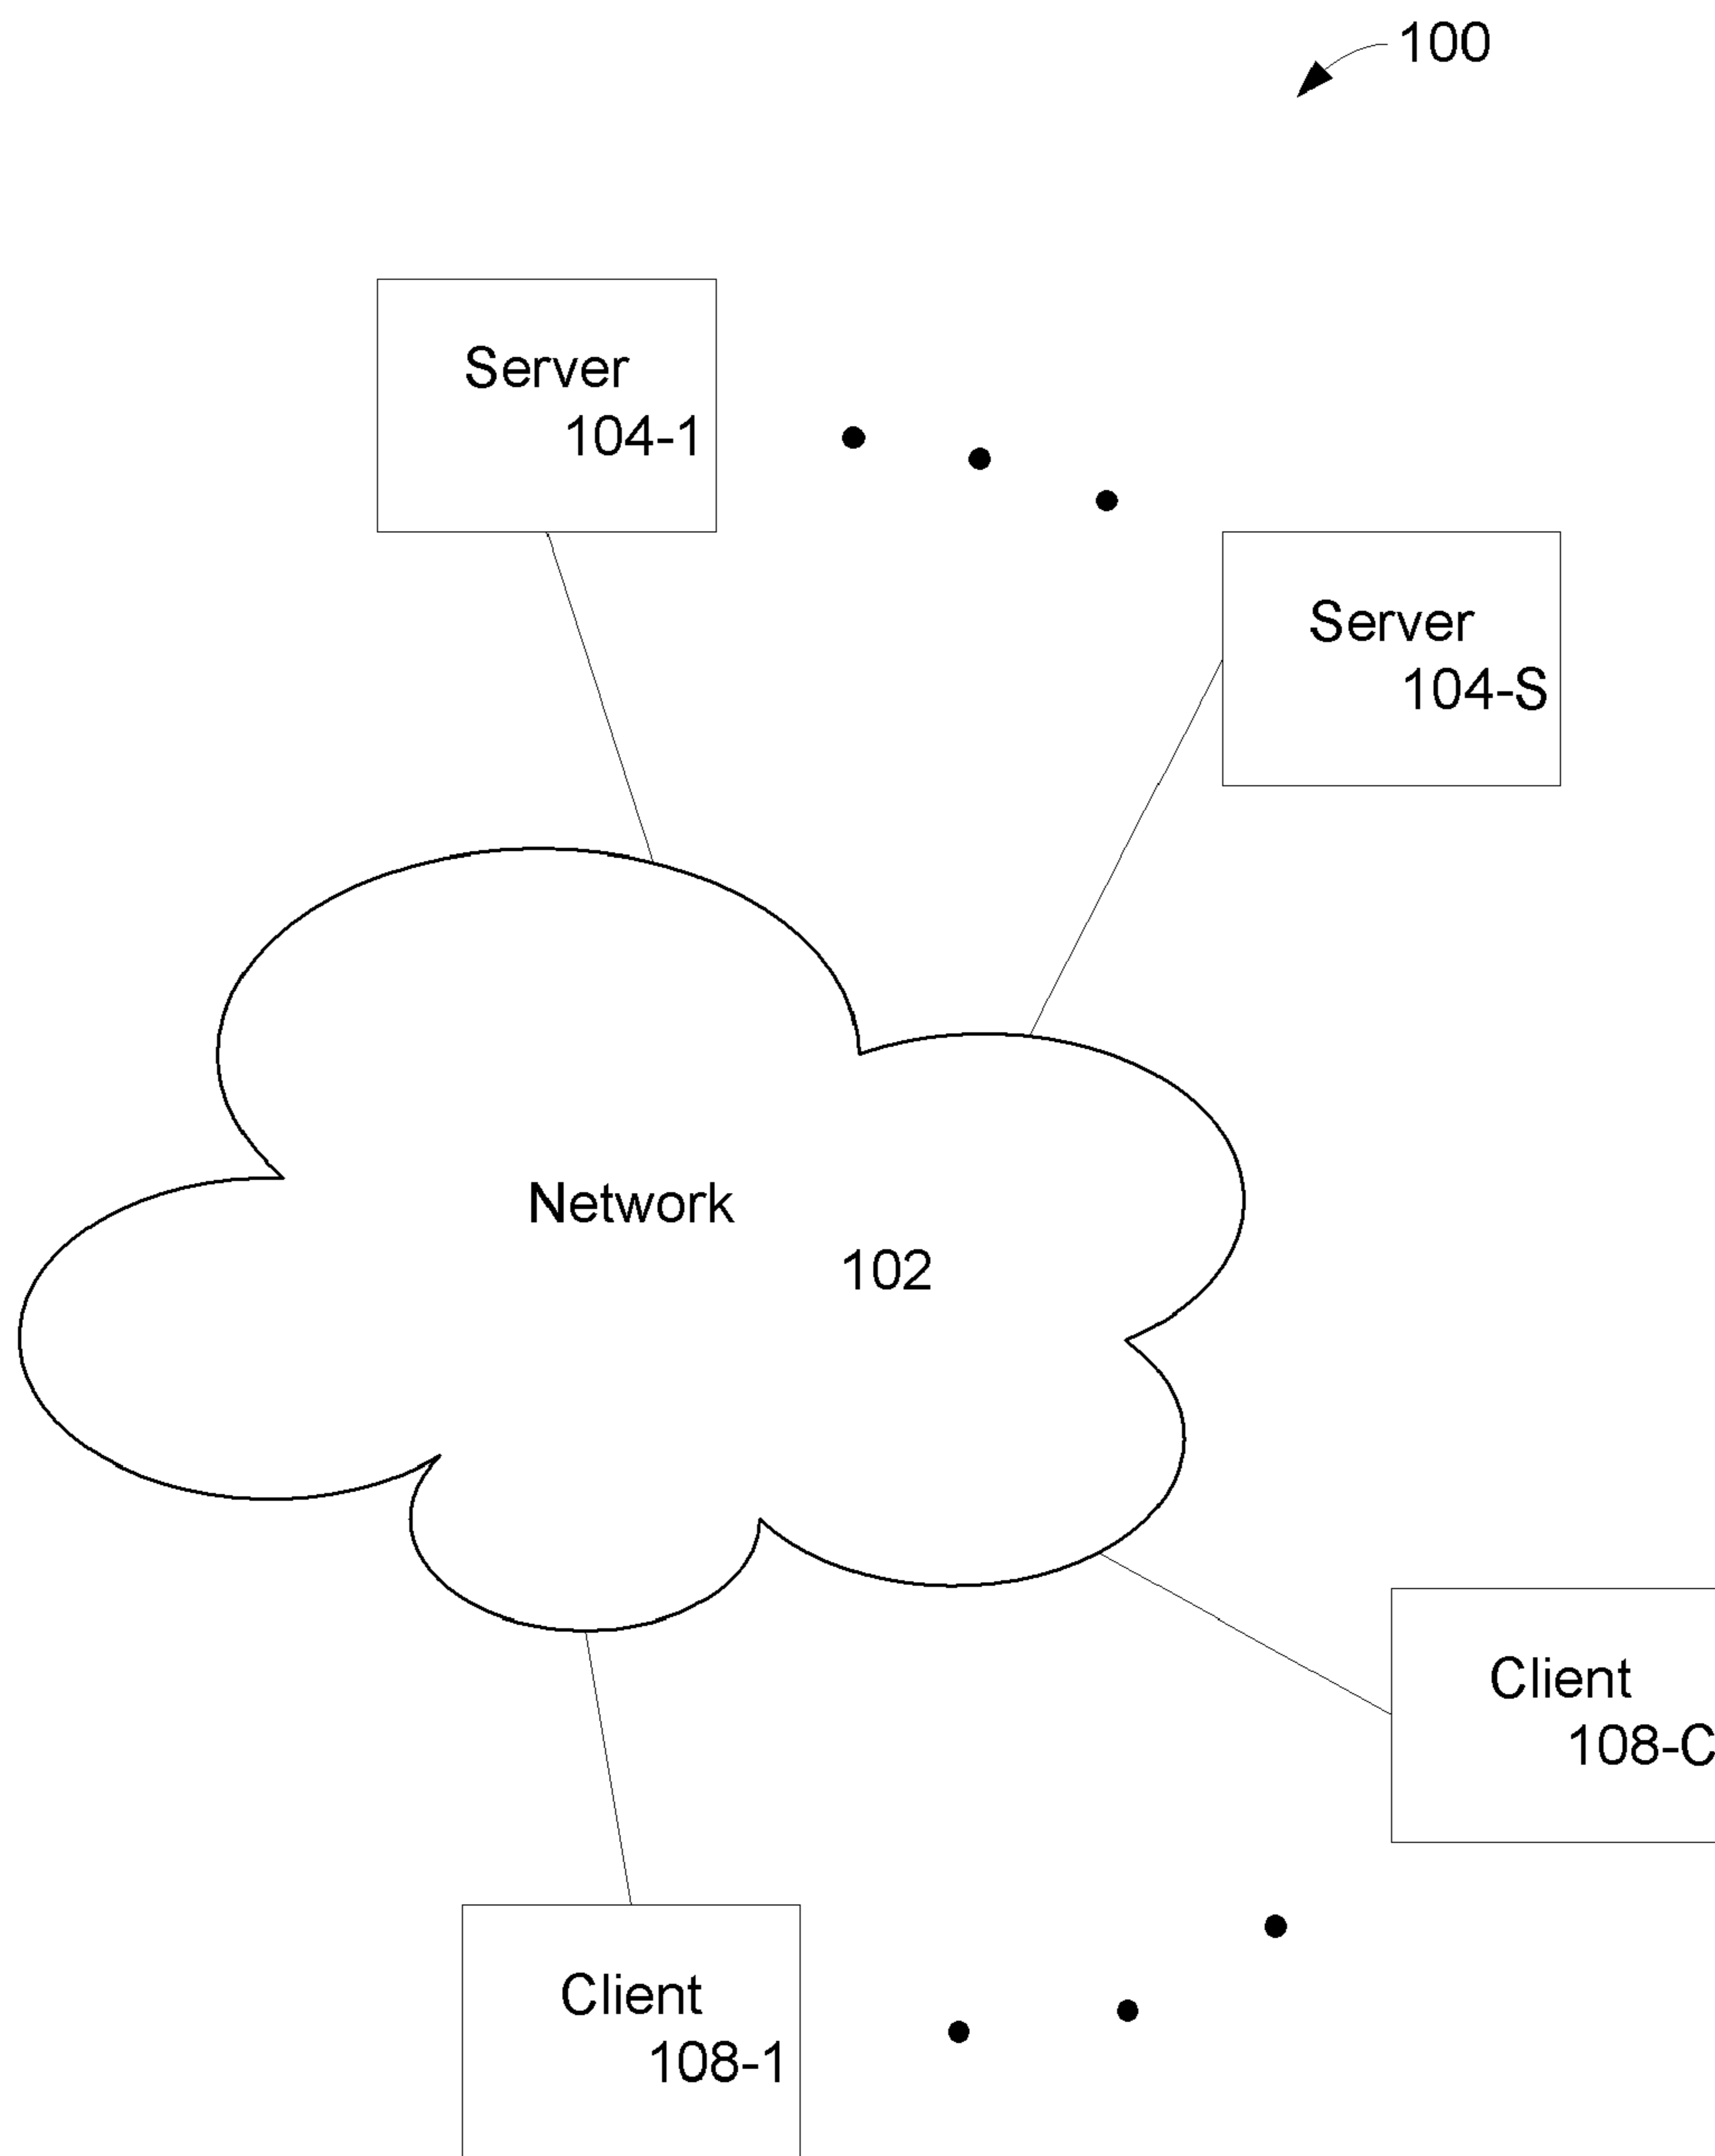 100
Server
104-1
Server
104-S
Network
102
Client
108-C
Client
108-1